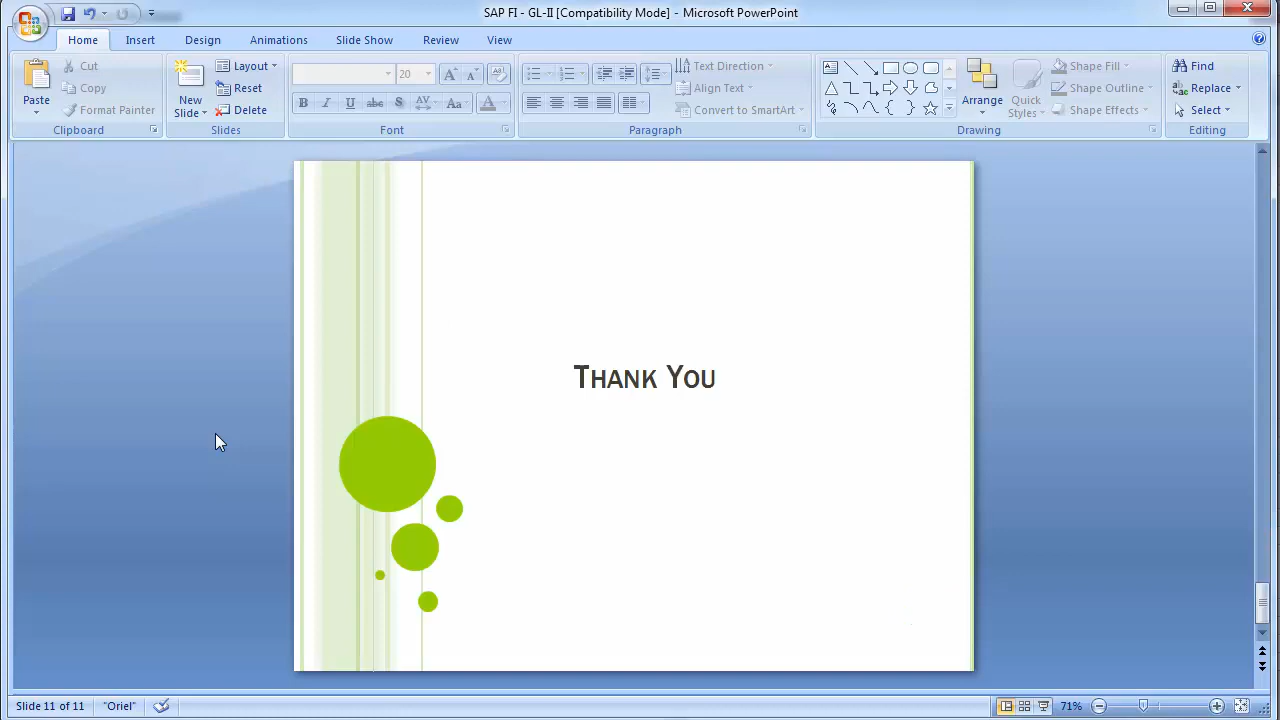 SAP FI - GL-II [Compatibility Mode] - Microsoft PowerPoint
Home Insert Design Animations Slide Show Review View
Paste
Cut
Copy
Format Painter
Clipboard
New Slide
Layout
Reset
Delete
Slides
20
B I U abc S AV Aa A
Font
Text Direction
Align Text
Convert to SmartArt
Paragraph
Arrange
Quick Styles
Shape Fill
Shape Outline
Shape Effects
Drawing
Find
Replace
Select
Editing
THANK YOU
Slide 11 of 11 "Oriel" 71%